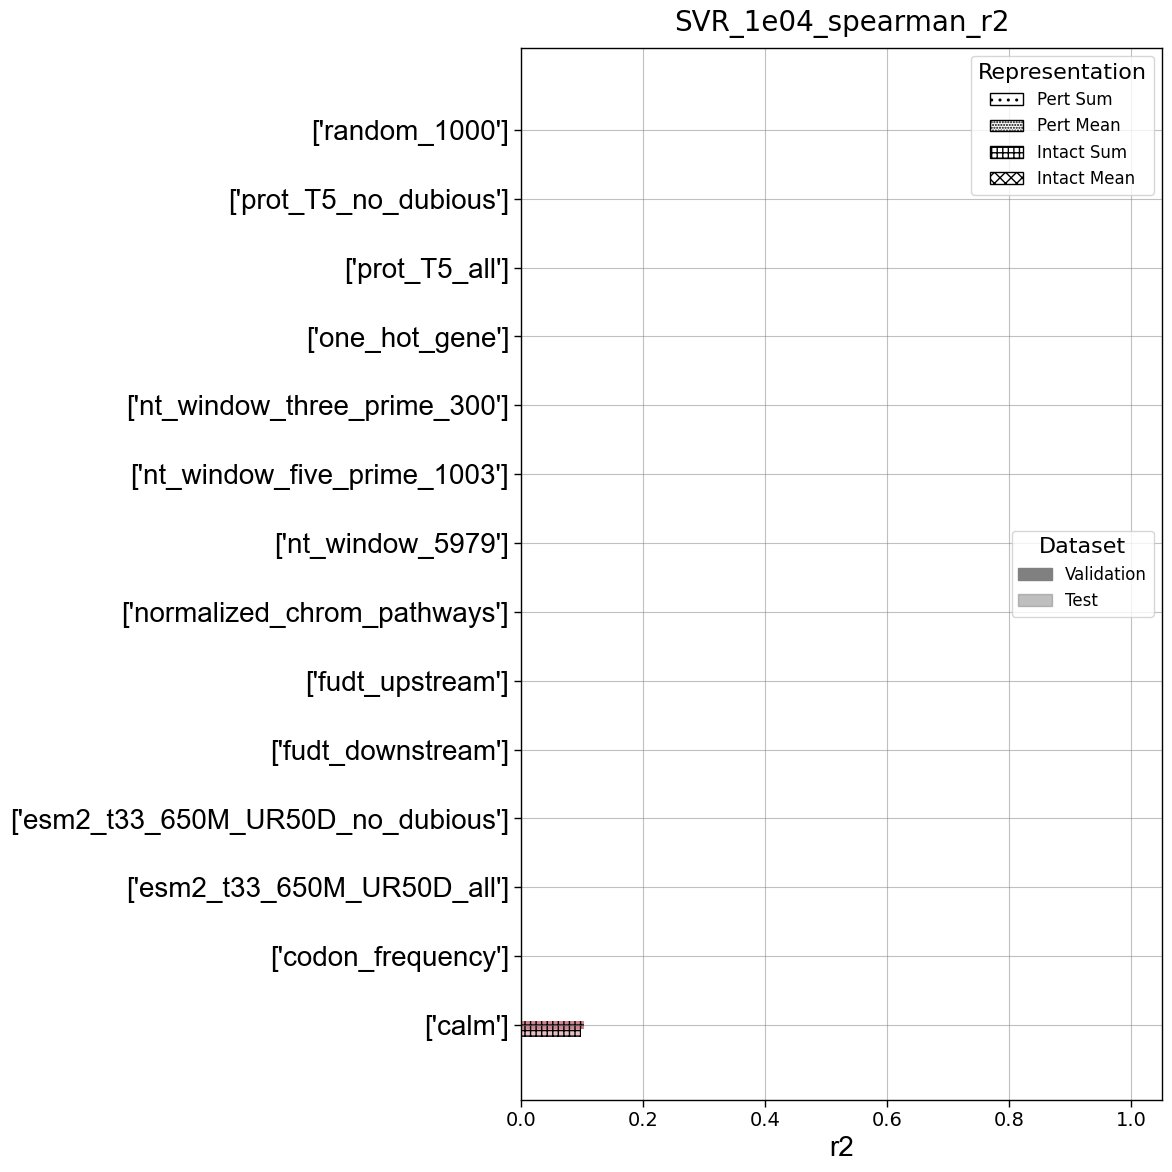 SVR_1e04_spearman_r2
Representation
Pert Sum
Pert Mean
Intact Sum
Intact Mean
['random_1000']
['prot_T5_no_dubious']
['prot_T5_all']
['one_hot_gene']
['nt_window_three_prime_300']
['nt_window_five_prime_1003']
['nt_window_5979']
['normalized_chrom_pathways']
['fudt_upstream']
['fudt_downstream']
['esm2_t33_650M_UR50D_no_dubious']
['esm2_t33_650M_UR50D_all']
['codon_frequency']
['calm']
Dataset
Validation
Test
0.0 0.2 0.4 0.6 0.8 1.0
r2